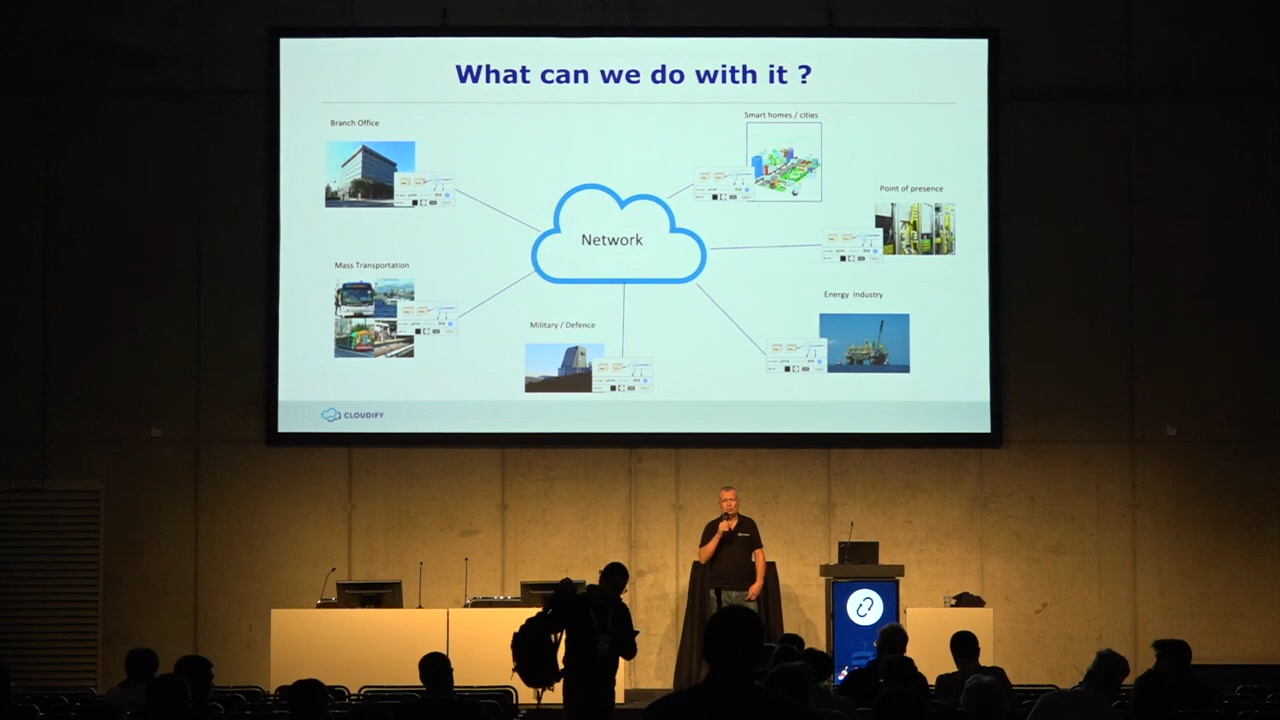 What can we do with it ?
Branch Office
Smart homes / cities
Point of presence
Network
Mass Transportation
Energy Industry
Military / Defence
CLOUDIFY